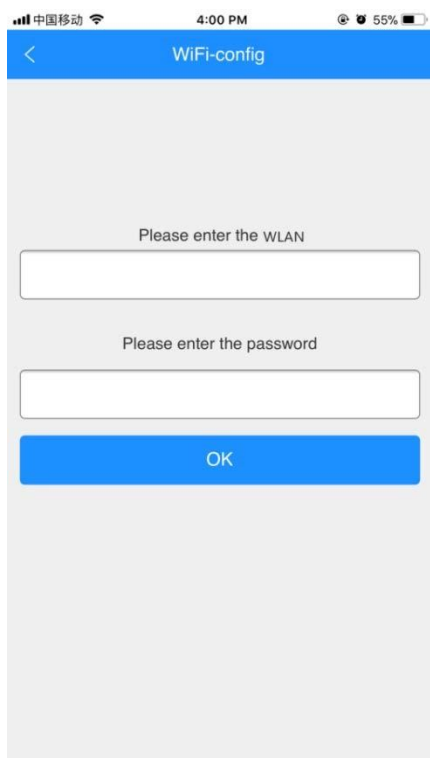 中国移动 4:00 PM 55%
WiFi-config
Please enter the WLAN
Please enter the password
OK